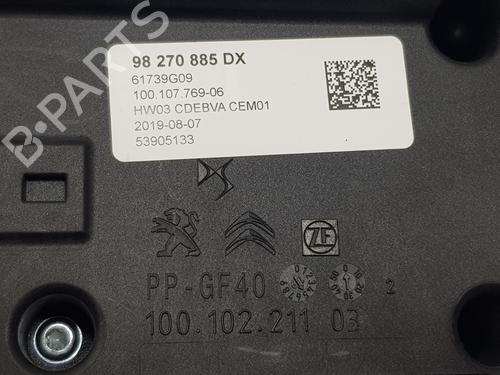 98 270 885 DX
61739G09
100.107.769-06
HW03 CDEBVA CEM01
2019-08-07
53905133
B-PARTS
ZF
PP-GF40
2
100.102.211 03